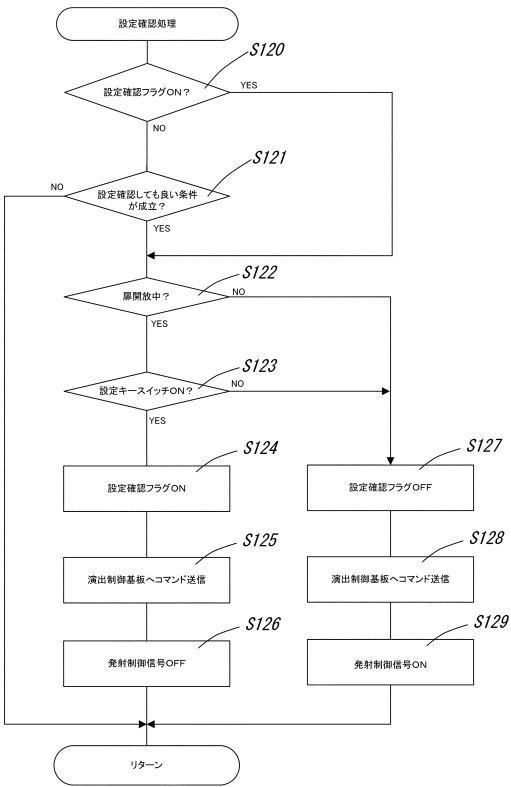 設定確認処理
S120
設定確認フラグON？
YES
NO
S121
NO
設定確認しても良い条件
が成立？
YES
S122
扉開放中？
NO
YES
S123
設定キースイッチON？
NO
YES
S124
設定確認フラグON
S127
設定確認フラグOFF
S125
演出制御基板へコマンド送信
S128
演出制御基板へコマンド送信
S126
発射制御信号OFF
S129
発射制御信号ON
リターン